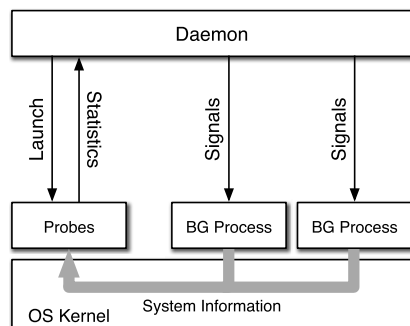 Daemon
Launch
Statistics
Signals
Signals
Probes
BG Process
BG Process
System Information
OS Kernel